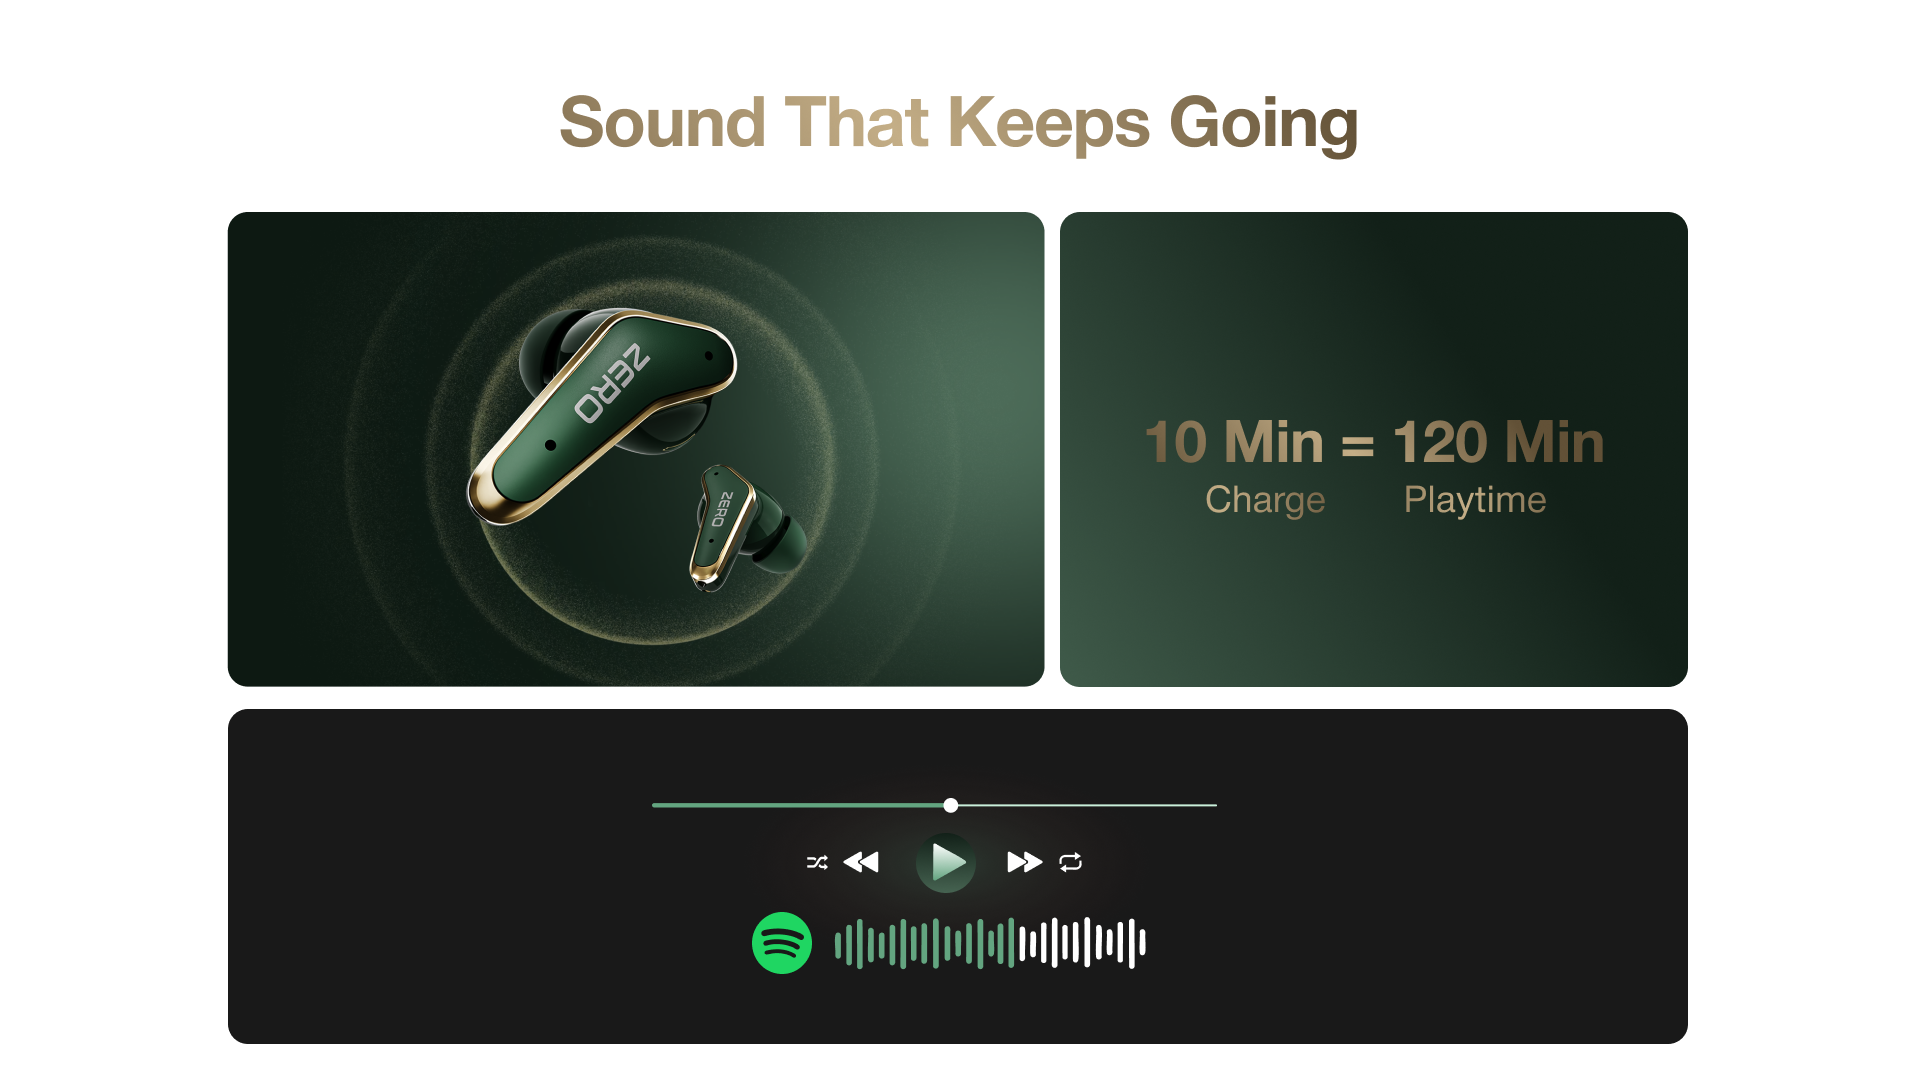 Sound That Keeps Going
ZERO
ZERO
10 Min = 120 Min
Charge Playtime